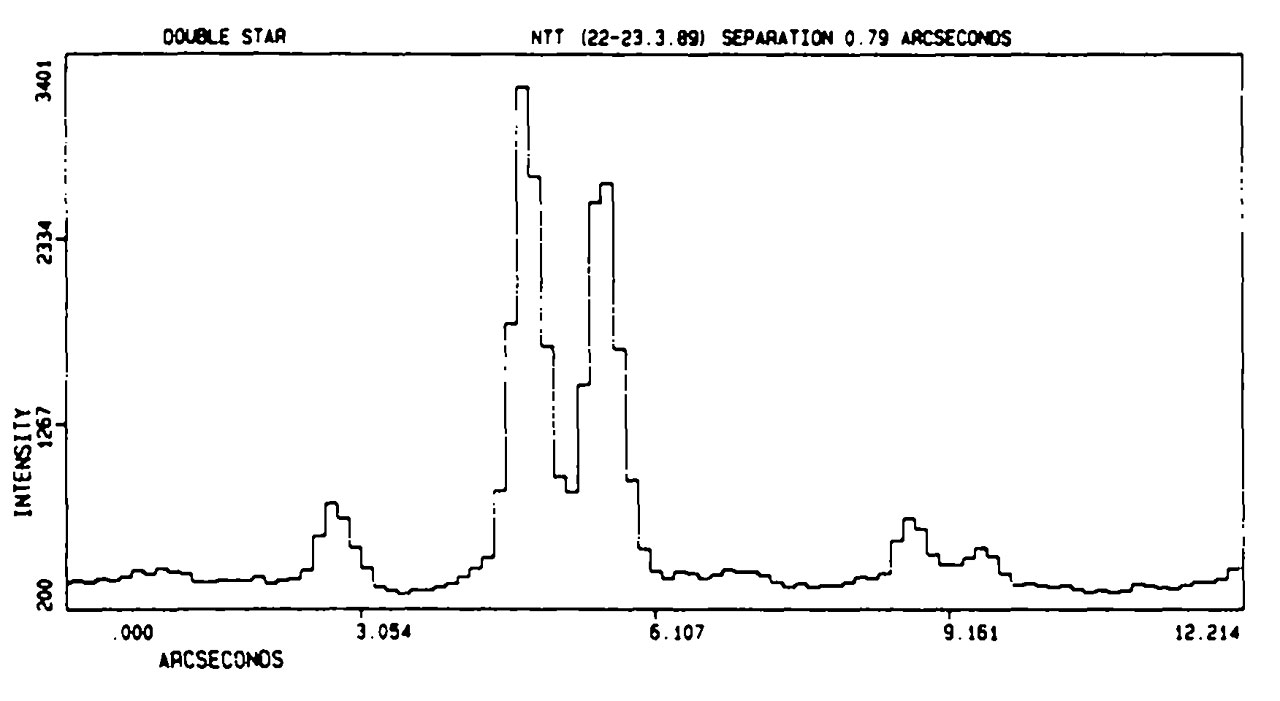 DOUBLE STAR
NTT (22-23.3.89) SEPARATION 0.79 ARCSECONDS
3401
2334
1267
200
INTENSITY
.000
3.054
6.107
9.161
12.214
ARCSECONDS